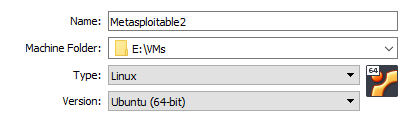 Name: Metasploitable2
Machine Folder: E:\VMs
Type: Linux
64
Version: Ubuntu (64-bit)